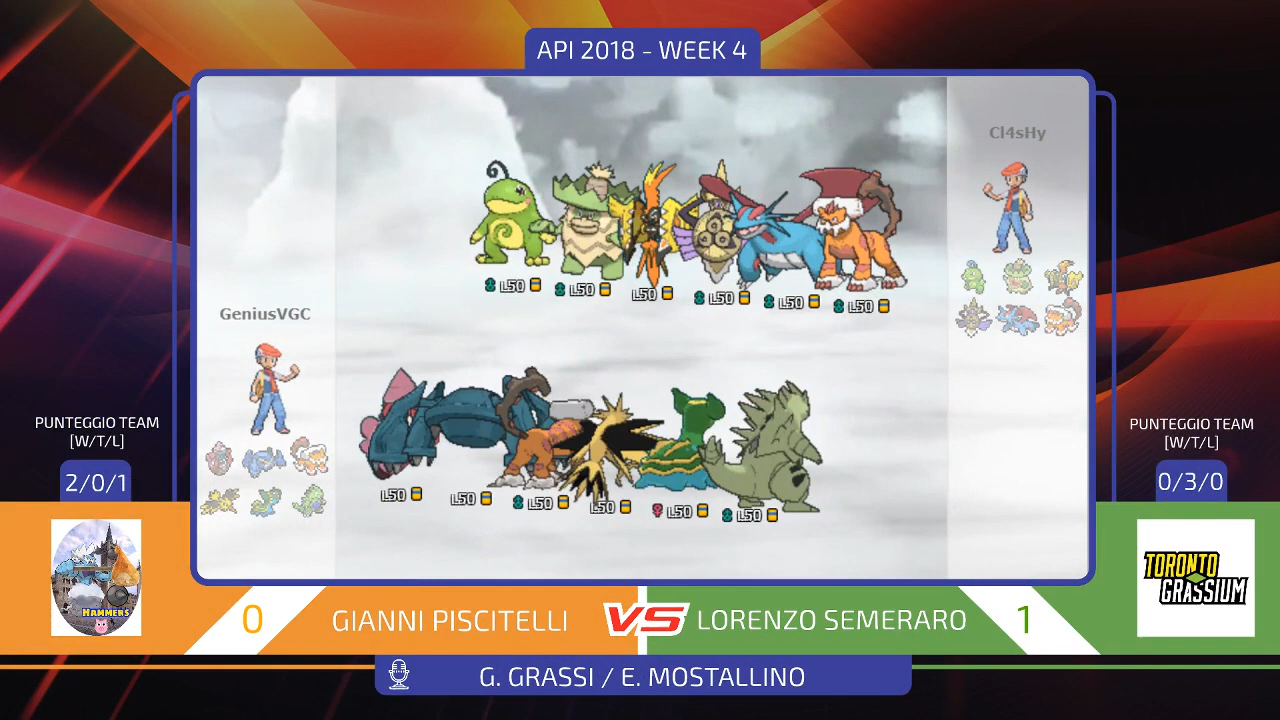 API 2018 - WEEK 4
Cl4sHy
L50
L50
L50
L50
L50
L50
GeniusVGC
L50
L50
L50
L50
L50
L50
PUNTEGGIO TEAM
[W/T/L]
2/0/1
PUNTEGGIO TEAM
[W/T/L]
0/3/0
HAMMERS
TORONTO
GRASSIUM
0
GIANNI PISCITELLI
VS
LORENZO SEMERARO
1
G. GRASSI / E. MOSTALLINO